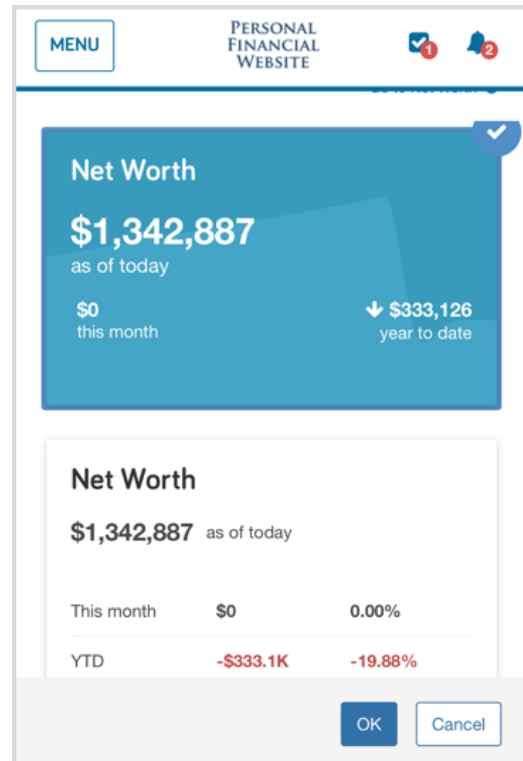 MENU
PERSONAL
FINANCIAL
WEBSITE
1
2
Net Worth
$1,342,887
as of today
$0
this month
$333,126
year to date
Net Worth
$1,342,887 as of today
This month $0 0.00%
YTD -$333.1K -19.88%
OK Cancel